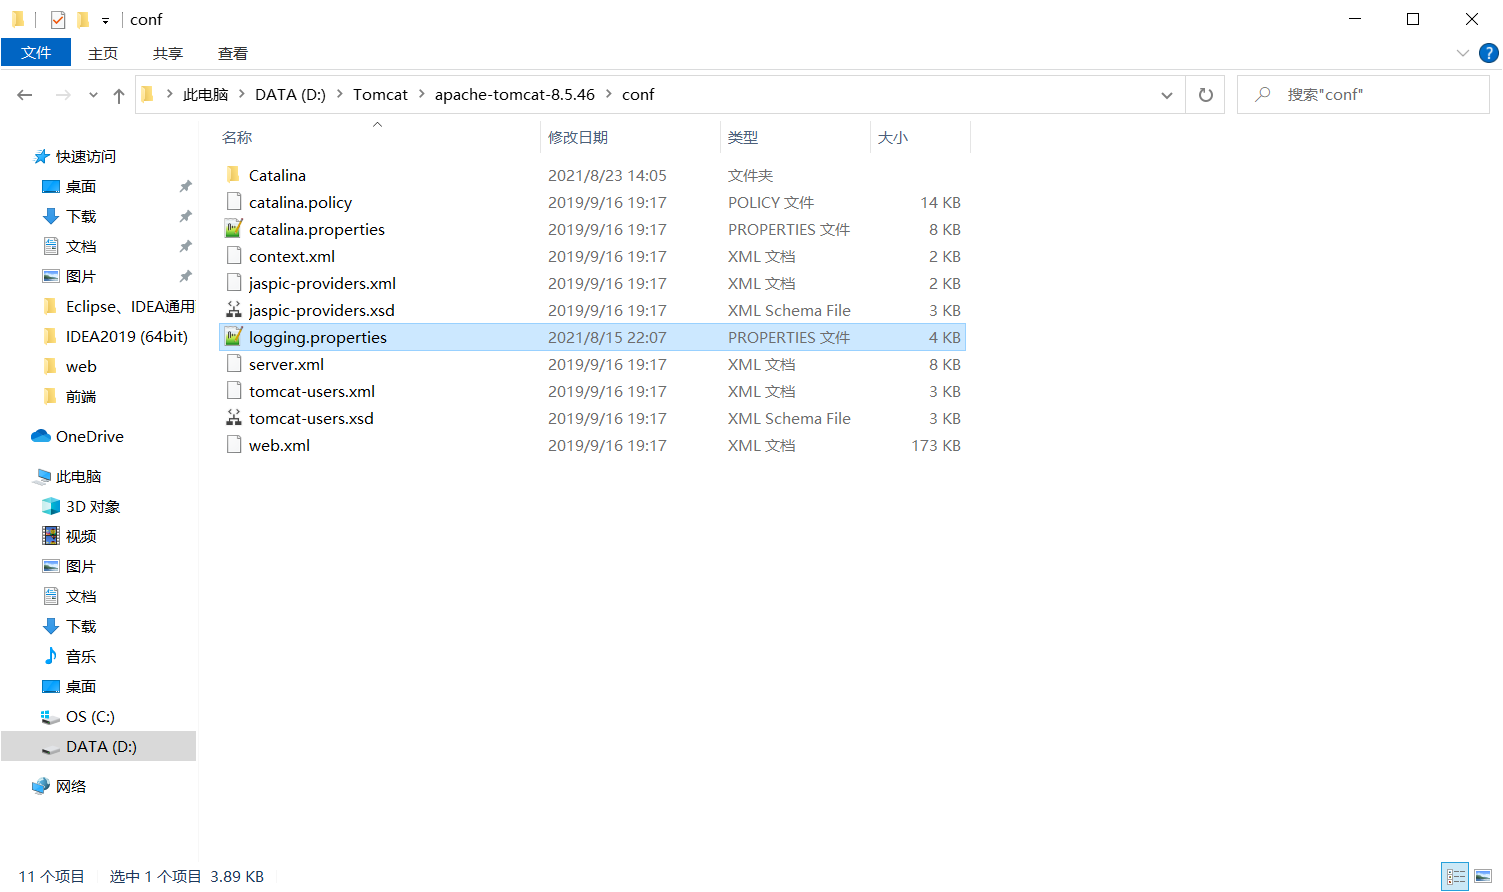 conf
文件 主页 共享 查看
此电脑 DATA (D:) Tomcat apache-tomcat-8.5.46 conf 搜索"conf"
名称 修改日期 类型 大小
快速访问
桌面
下载
文档
图片
Eclipse、IDEA通用
IDEA2019 (64bit)
web
前端
OneDrive
此电脑
3D 对象
视频
图片
文档
下载
音乐
桌面
OS (C:)
DATA (D:)
网络
Catalina 2021/8/23 14:05 文件夹
catalina.policy 2019/9/16 19:17 POLICY 文件 14 KB
catalina.properties 2019/9/16 19:17 PROPERTIES 文件 8 KB
context.xml 2019/9/16 19:17 XML 文档 2 KB
jaspic-providers.xml 2019/9/16 19:17 XML 文档 2 KB
jaspic-providers.xsd 2019/9/16 19:17 XML Schema File 3 KB
logging.properties 2021/8/15 22:07 PROPERTIES 文件 4 KB
server.xml 2019/9/16 19:17 XML 文档 8 KB
tomcat-users.xml 2019/9/16 19:17 XML 文档 3 KB
tomcat-users.xsd 2019/9/16 19:17 XML Schema File 3 KB
web.xml 2019/9/16 19:17 XML 文档 173 KB
11 个项目 选中 1 个项目 3.89 KB